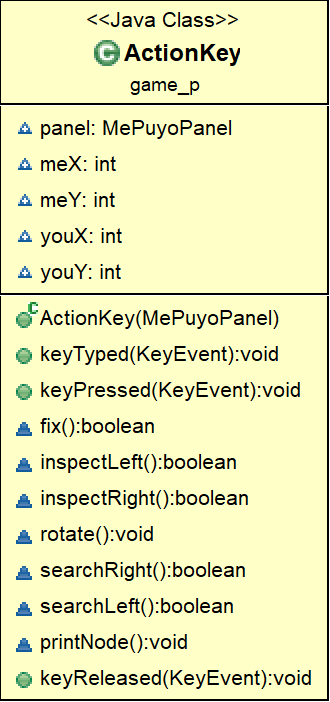 <<Java Class>>
C ActionKey
game_p
panel: MePuyoPanel
meX: int
meY: int
youX: int
youY: int
C ActionKey(MePuyoPanel)
keyTyped(KeyEvent):void
keyPressed(KeyEvent):void
fix():boolean
inspectLeft():boolean
inspectRight():boolean
rotate():void
searchRight():boolean
searchLeft():boolean
printNode():void
keyReleased(KeyEvent):void